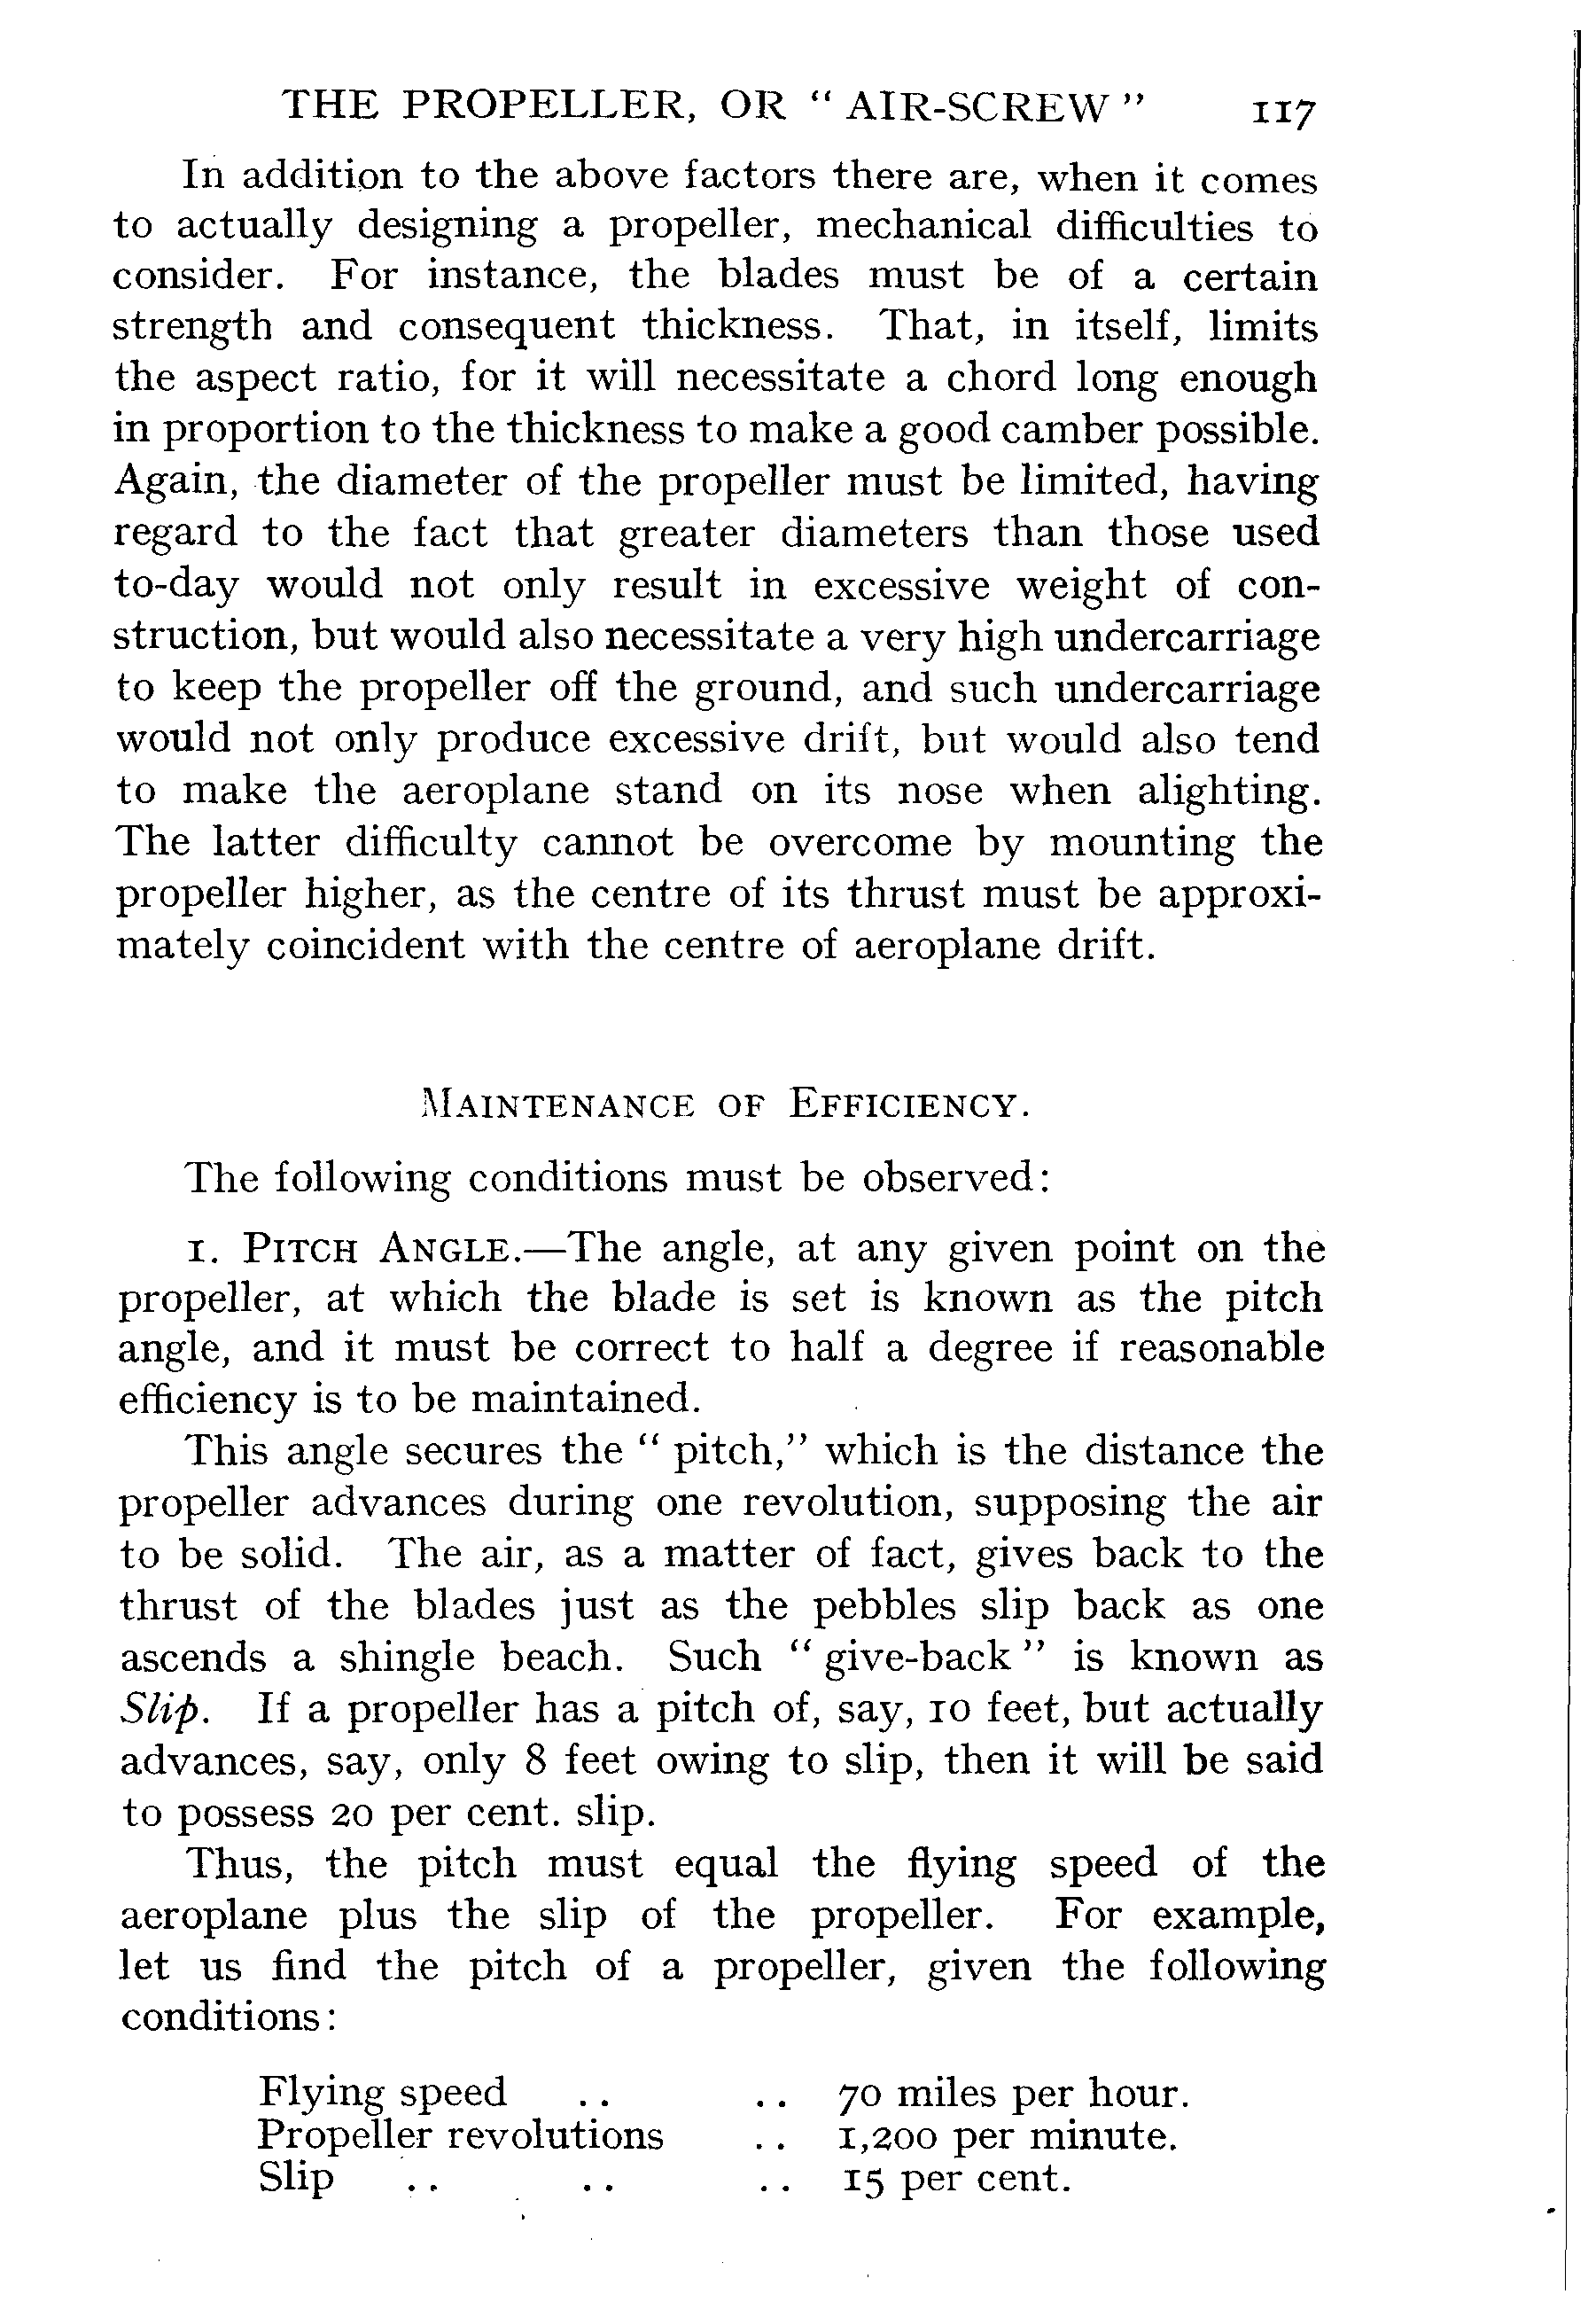 THE PROPELLER, OR " AIR-SCREW " 117
In addition to the above factors there are, when it comes
to actually designing a propeller, mechanical difficulties to
consider. For instance, the blades must be of a certain
strength and consequent thickness. That, in itself, limits
the aspect ratio, for it will necessitate a chord long enough
in proportion to the thickness to make a good camber possible.
Again, the diameter of the propeller must be limited, having
regard to the fact that greater diameters than those used
to-day would not only result in excessive weight of con-
struction, but would also necessitate a very high undercarriage
to keep the propeller off the ground, and such undercarriage
would not only produce excessive drift, but would also tend
to make the aeroplane stand on its nose when alighting.
The latter difficulty cannot be overcome by mounting the
propeller higher, as the centre of its thrust must be approxi-
mately coincident with the centre of aeroplane drift.
MAINTENANCE OF EFFICIENCY.
The following conditions must be observed:
1. PITCH ANGLE.—The angle, at any given point on the
propeller, at which the blade is set is known as the pitch
angle, and it must be correct to half a degree if reasonable
efficiency is to be maintained.
This angle secures the " pitch," which is the distance the
propeller advances during one revolution, supposing the air
to be solid. The air, as a matter of fact, gives back to the
thrust of the blades just as the pebbles slip back as one
ascends a shingle beach. Such " give-back " is known as
Slip. If a propeller has a pitch of, say, 10 feet, but actually
advances, say, only 8 feet owing to slip, then it will be said
to possess 20 per cent. slip.
Thus, the pitch must equal the flying speed of the
aeroplane plus the slip of the propeller. For example,
let us find the pitch of a propeller, given the following
conditions:
Flying speed .. .. 70 miles per hour.
Propeller revolutions .. 1,200 per minute.
Slip .. .. .. 15 per cent.